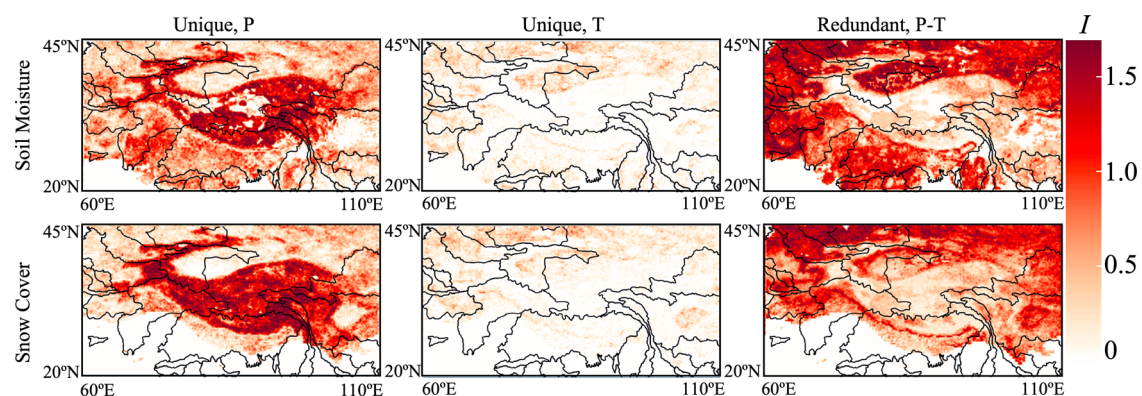 Unique, P Unique, T Redundant, P-T I
45ºN 45ºN 45ºN
Soil Moisture
20ºN 20ºN 20ºN
60ºE 110ºE 60ºE 110ºE 60ºE 110ºE
45ºN 45ºN 45ºN
Snow Cover
20ºN 20ºN 20ºN
60ºE 110ºE 60ºE 110ºE 60ºE 110ºE
1.5
1.0
0.5
0